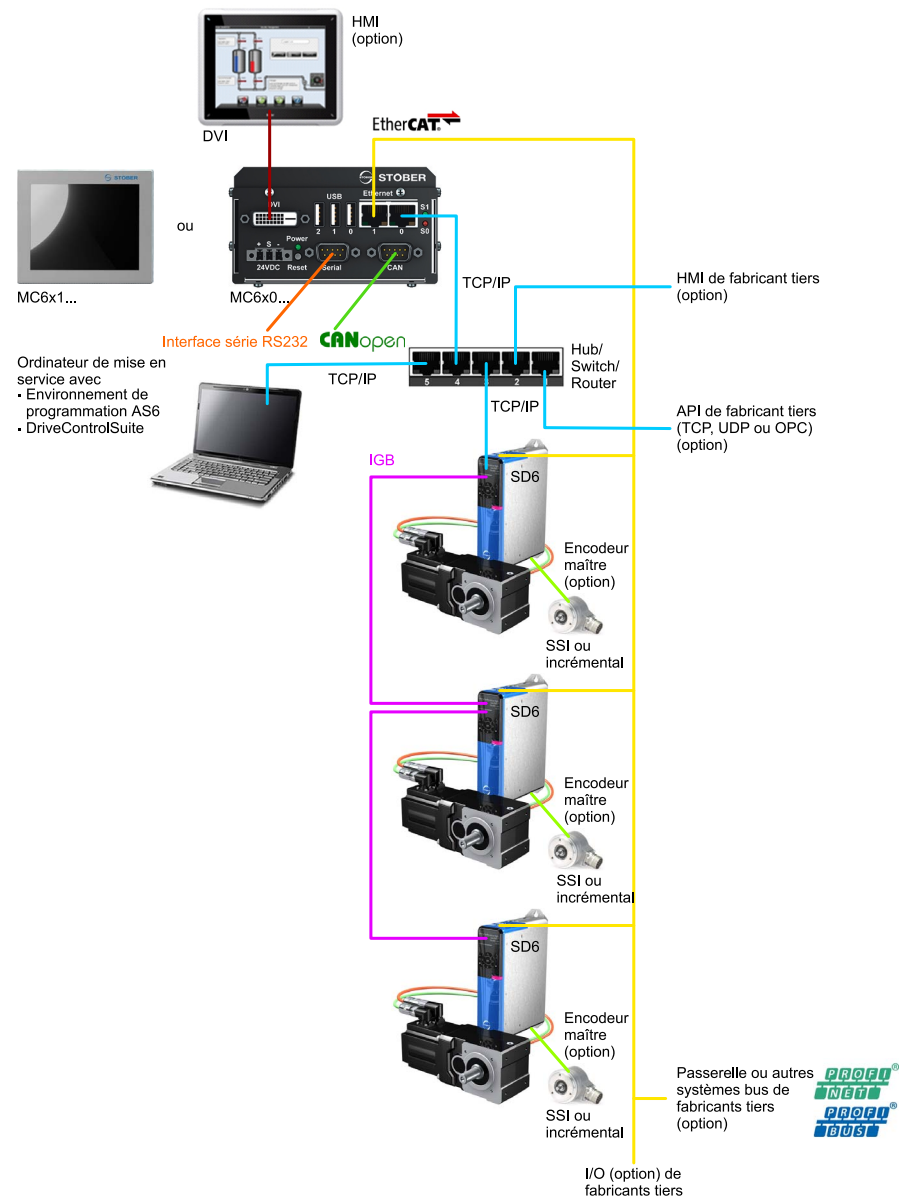 HMI
(option)
DVI
EtherCAT®
STOBER
STÖBER
DVI
USB
Ethernet
2 1 0
1 0
S1
S0
Power
+ S -
24VDC
Reset
Serial
CAN
ou
MC6x1...
MC6x0...
TCP/IP
HMI de fabricant tiers
(option)
Interface série RS232
CANopen
Ordinateur de mise en
service avec
- Environnement de
programmation AS6
- DriveControlSuite
TCP/IP
5 4 2
Hub/
Switch/
Router
TCP/IP
API de fabricant tiers
(TCP, UDP ou OPC)
(option)
IGB
SD6
Encodeur
maître
(option)
SSI ou
incrémental
SD6
Encodeur
maître
(option)
SSI ou
incrémental
SD6
Encodeur
maître
(option)
SSI ou
incrémental
Passerelle ou autres
systèmes bus de
fabricants tiers
(option)
PROFI®
NET
PROFI®
BUS
I/O (option) de
fabricants tiers